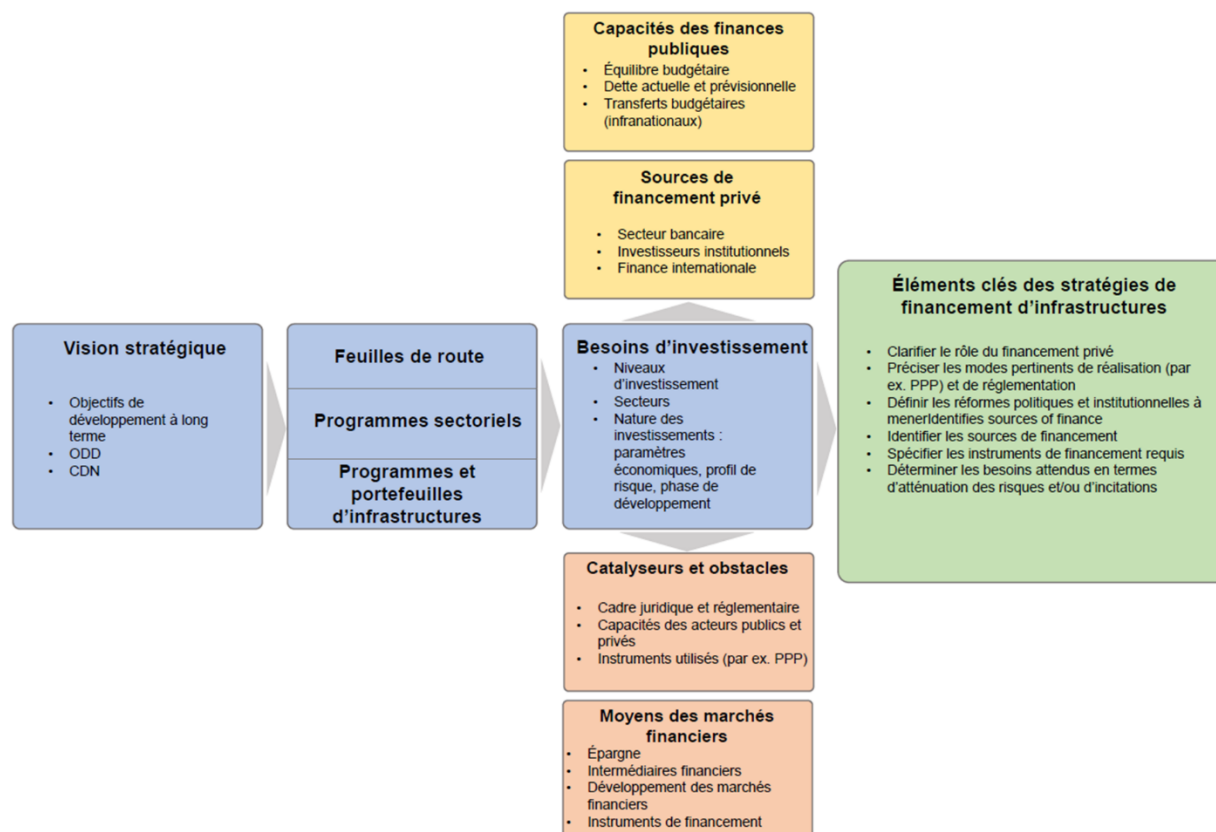 Capacités des finances
publiques
• Équilibre budgétaire
• Dette actuelle et prévisionnelle
• Transferts budgétaires
(infranationaux)
Sources de
financement privé
• Secteur bancaire
• Investisseurs institutionnels
• Finance internationale
Vision stratégique
• Objectifs de
développement à long
terme
• ODD
• CDN
Feuilles de route
Programmes sectoriels
Programmes et
portefeuilles
d'infrastructures
Besoins d'investissement
• Niveaux
d'investissement
• Secteurs
• Nature des
investissements :
paramètres
économiques, profil de
risque, phase de
développement
Catalyseurs et obstacles
• Cadre juridique et réglementaire
• Capacités des acteurs publics et
privés
• Instruments utilisés (par ex. PPP)
Moyens des marchés
financiers
• Épargne
• Intermédiaires financiers
• Développement des marchés
financiers
• Instruments de financement
Éléments clés des stratégies de
financement d'infrastructures
• Clarifier le rôle du financement privé
• Préciser les modes pertinents de réalisation (par
ex. PPP) et de réglementation
• Définir les réformes politiques et institutionnelles à
menerIdentifies sources of finance
• Identifier les sources de financement
• Spécifier les instruments de financement requis
• Déterminer les besoins attendus en termes
d'atténuation des risques et/ou d'incitations